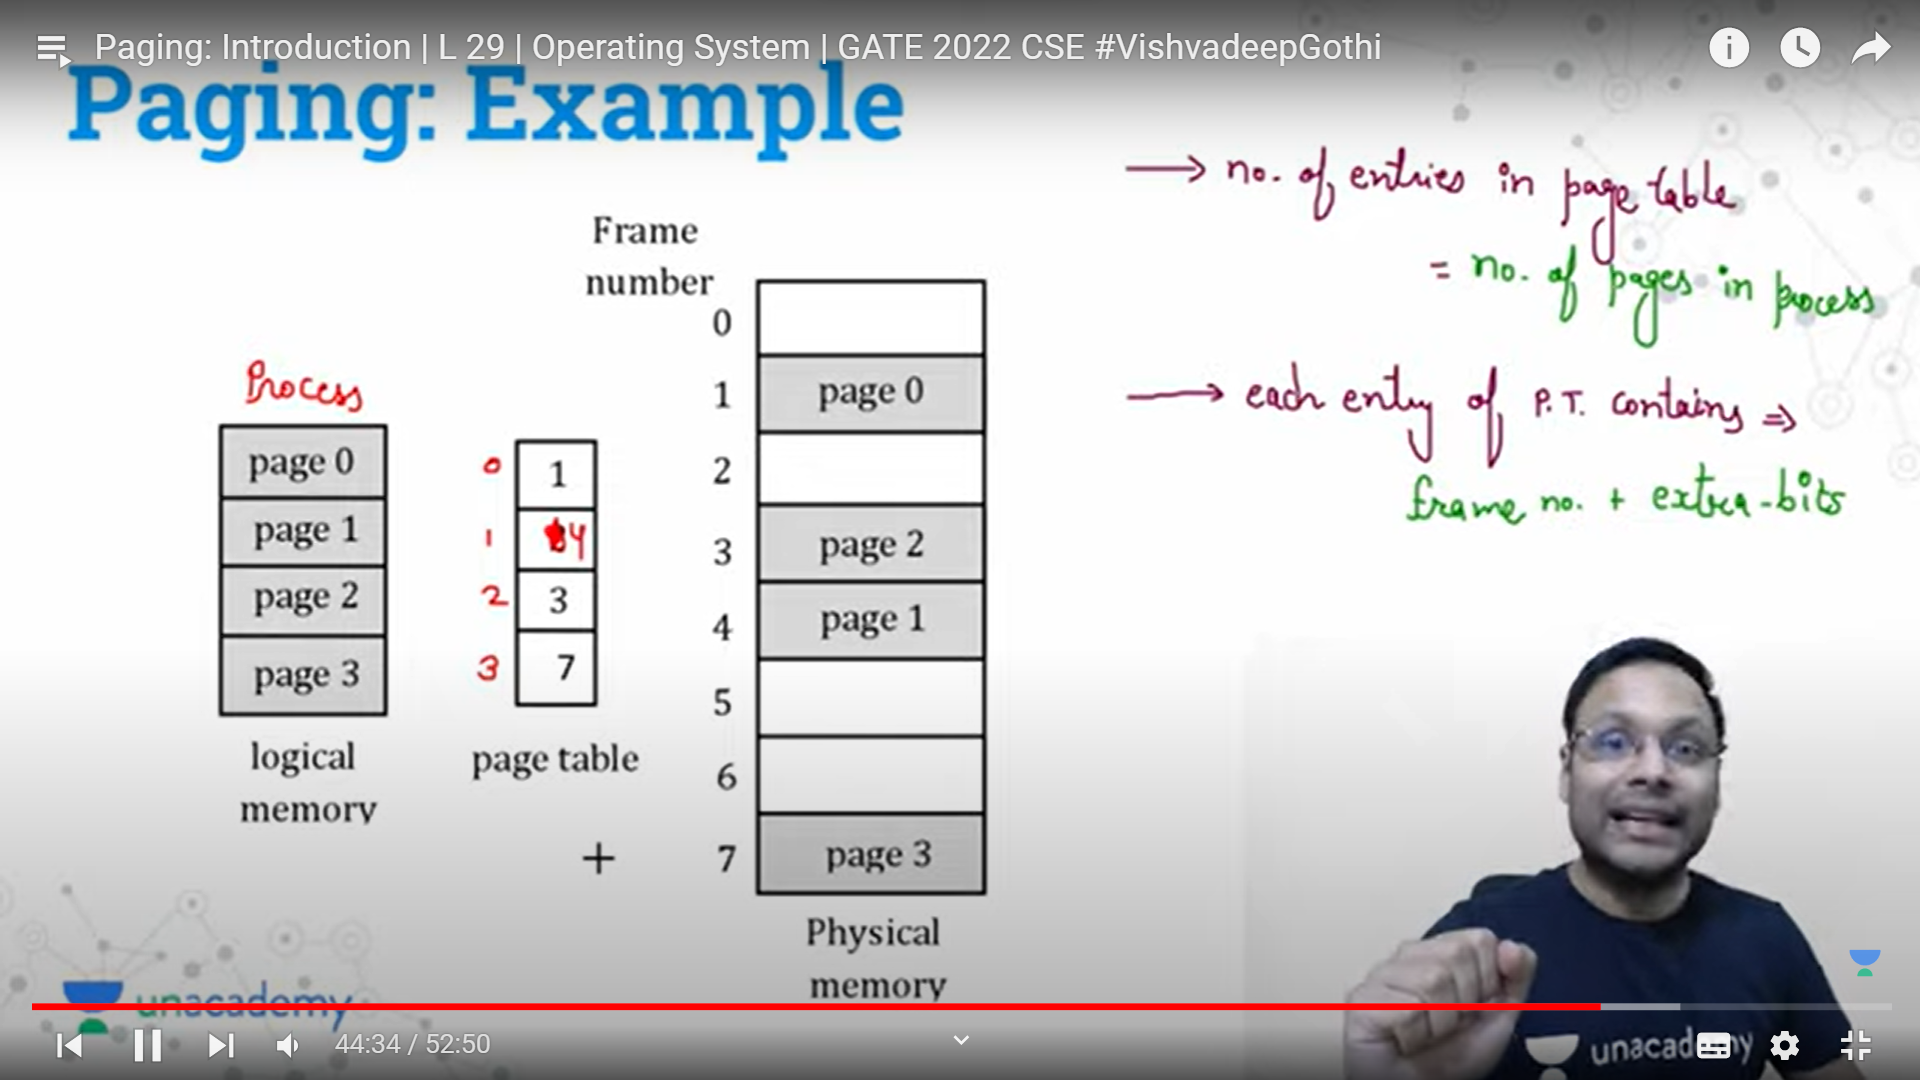 Paging: Introduction | L 29 | Operating System | GATE 2022 CSE #VishvadeepGothi
Paging: Example
→ no. of entries in page table
= no. of pages in process
→ each entry of P.T. contains ⇒
frame no. + extra-bits
Process
page 0
page 1
page 2
page 3
logical
memory
0 1
1 4
2 3
3 7
page table
+
Frame
number
0
1 page 0
2
3 page 2
4 page 1
5
6
7 page 3
Physical
memory
unacademy
unacademy
44:34 / 52:50